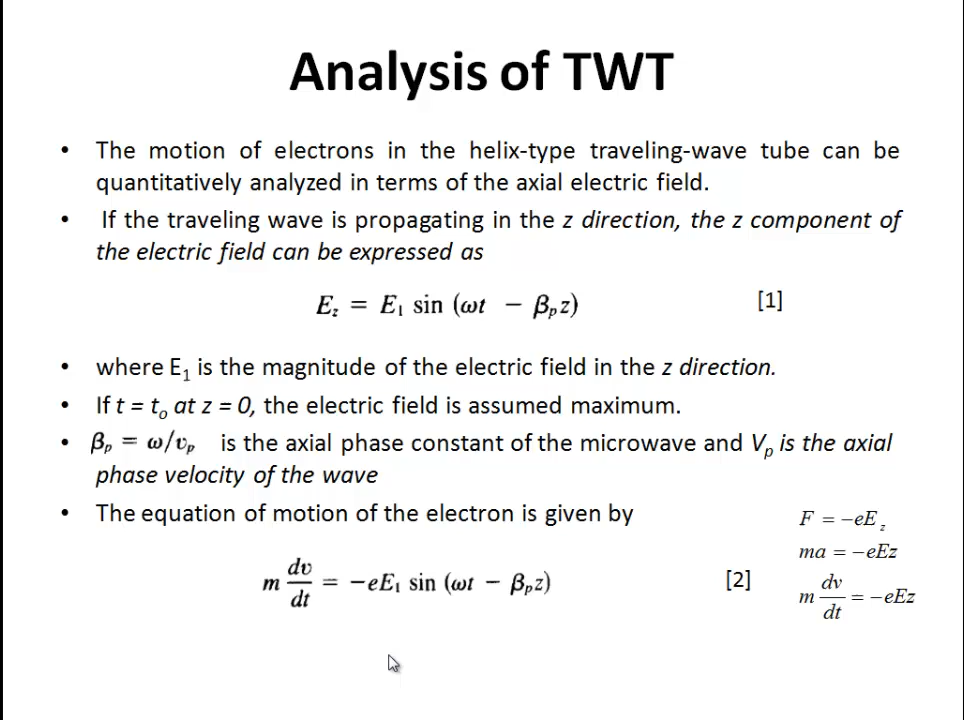 Analysis of TWT
• The motion of electrons in the helix-type traveling-wave tube can be
quantitatively analyzed in terms of the axial electric field.
• If the traveling wave is propagating in the z direction, the z component of
the electric field can be expressed as
E_z = E_1 sin (ωt − β_p z) [1]
• where E_1 is the magnitude of the electric field in the z direction.
• If t = t_o at z = 0, the electric field is assumed maximum.
• β_p = ω/v_p is the axial phase constant of the microwave and V_p is the axial
phase velocity of the wave
• The equation of motion of the electron is given by
m dv/dt = −eE_1 sin (ωt − β_p z) [2]
F = −eE_z
ma = −eEz
m dv/dt = −eEz